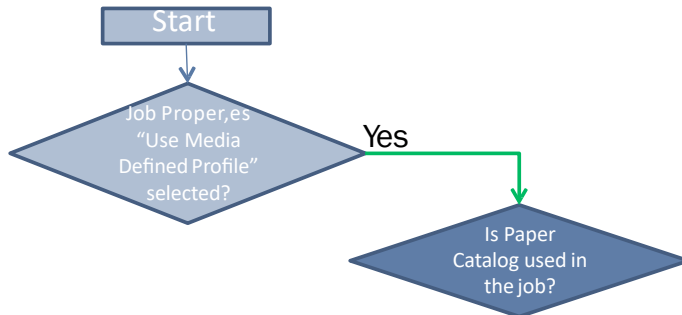 Start
Job Proper,es
“Use Media
Defined Profile”
selected?
Yes
Is Paper
Catalog used in
the job?